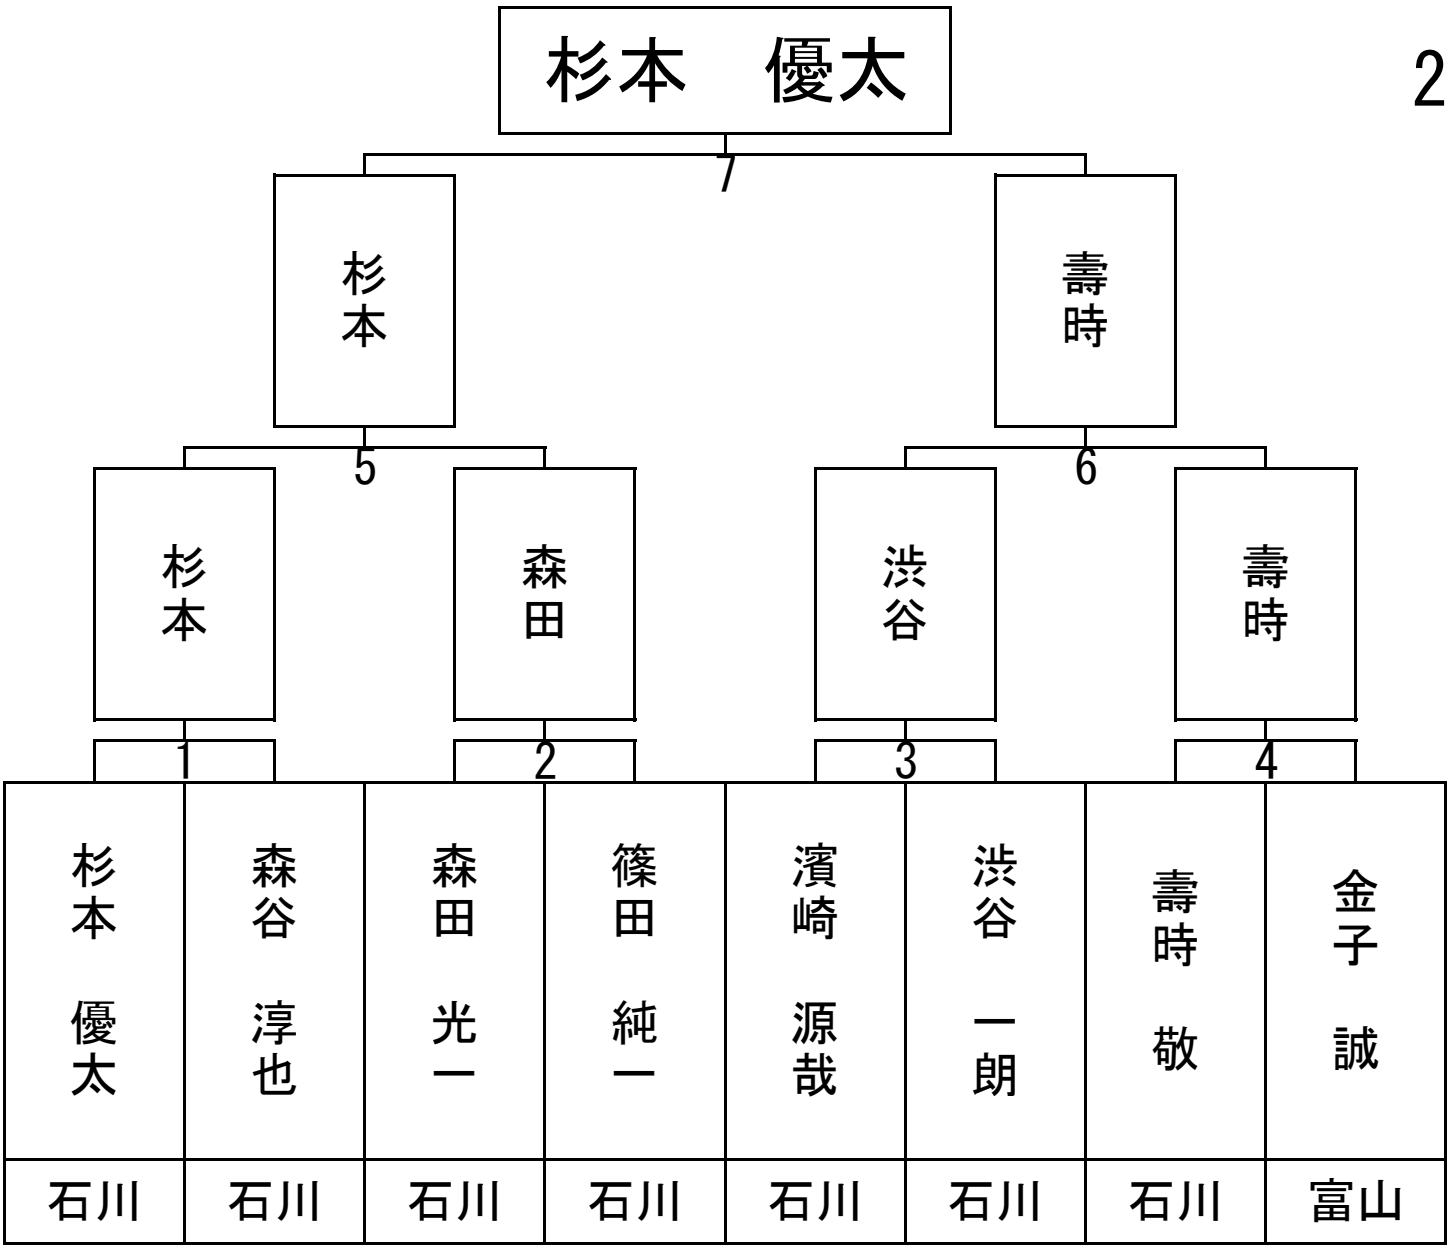 杉本　優太
2
7
杉本
壽時
5
6
杉本
森田
渋谷
壽時
1
2
3
4
杉本　優太
森谷　淳也
森田　光一
篠田　純一
濱崎　源哉
渋谷　一朗
壽時　敬
金子　誠
石川
石川
石川
石川
石川
石川
石川
富山